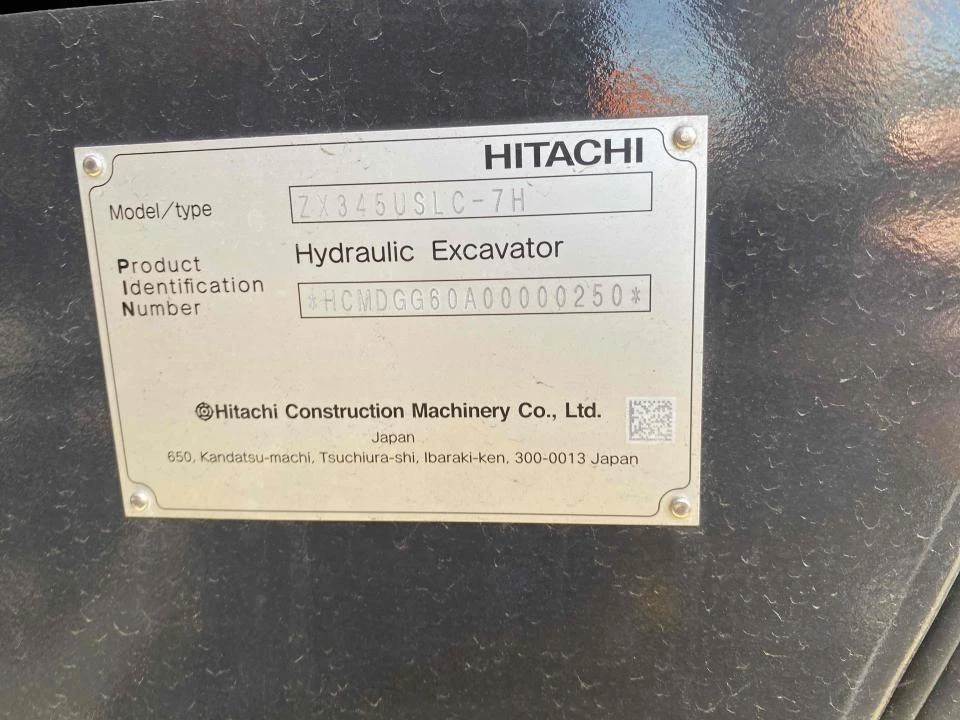 HITACHI
Model/type ZX345USLC-7H
Hydraulic Excavator
Product
Identification
Number
*HCMDGG60A00000250*
Hitachi Construction Machinery Co., Ltd.
Japan
650, Kandatsu-machi, Tsuchiura-shi, Ibaraki-ken, 300-0013 Japan